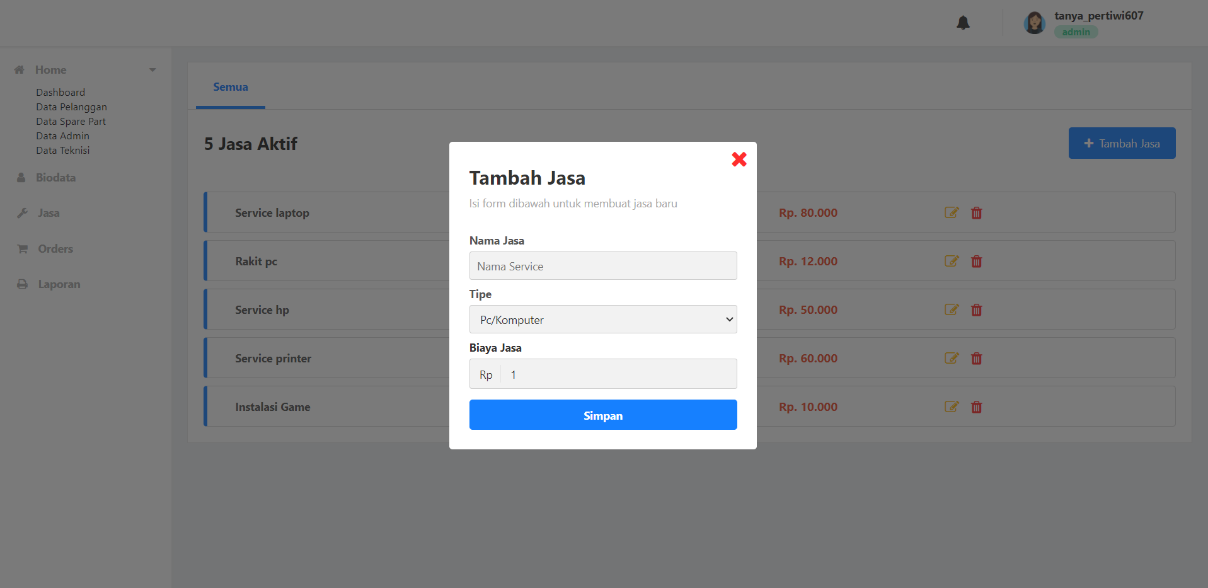 tanya_pertiwi607
admin
Home
Dashboard
Data Pelanggan
Data Spare Part
Data Admin
Data Teknisi
Biodata
Jasa
Orders
Laporan
Semua
5 Jasa Aktif
Tambah Jasa
Service laptop
Rp. 80.000
Rakit pc
Rp. 12.000
Service hp
Rp. 50.000
Service printer
Rp. 60.000
Instalasi Game
Rp. 10.000
Tambah Jasa
Isi form dibawah untuk membuat jasa baru
Nama Jasa
Nama Service
Tipe
Pc/Komputer
Biaya Jasa
Rp 1
Simpan